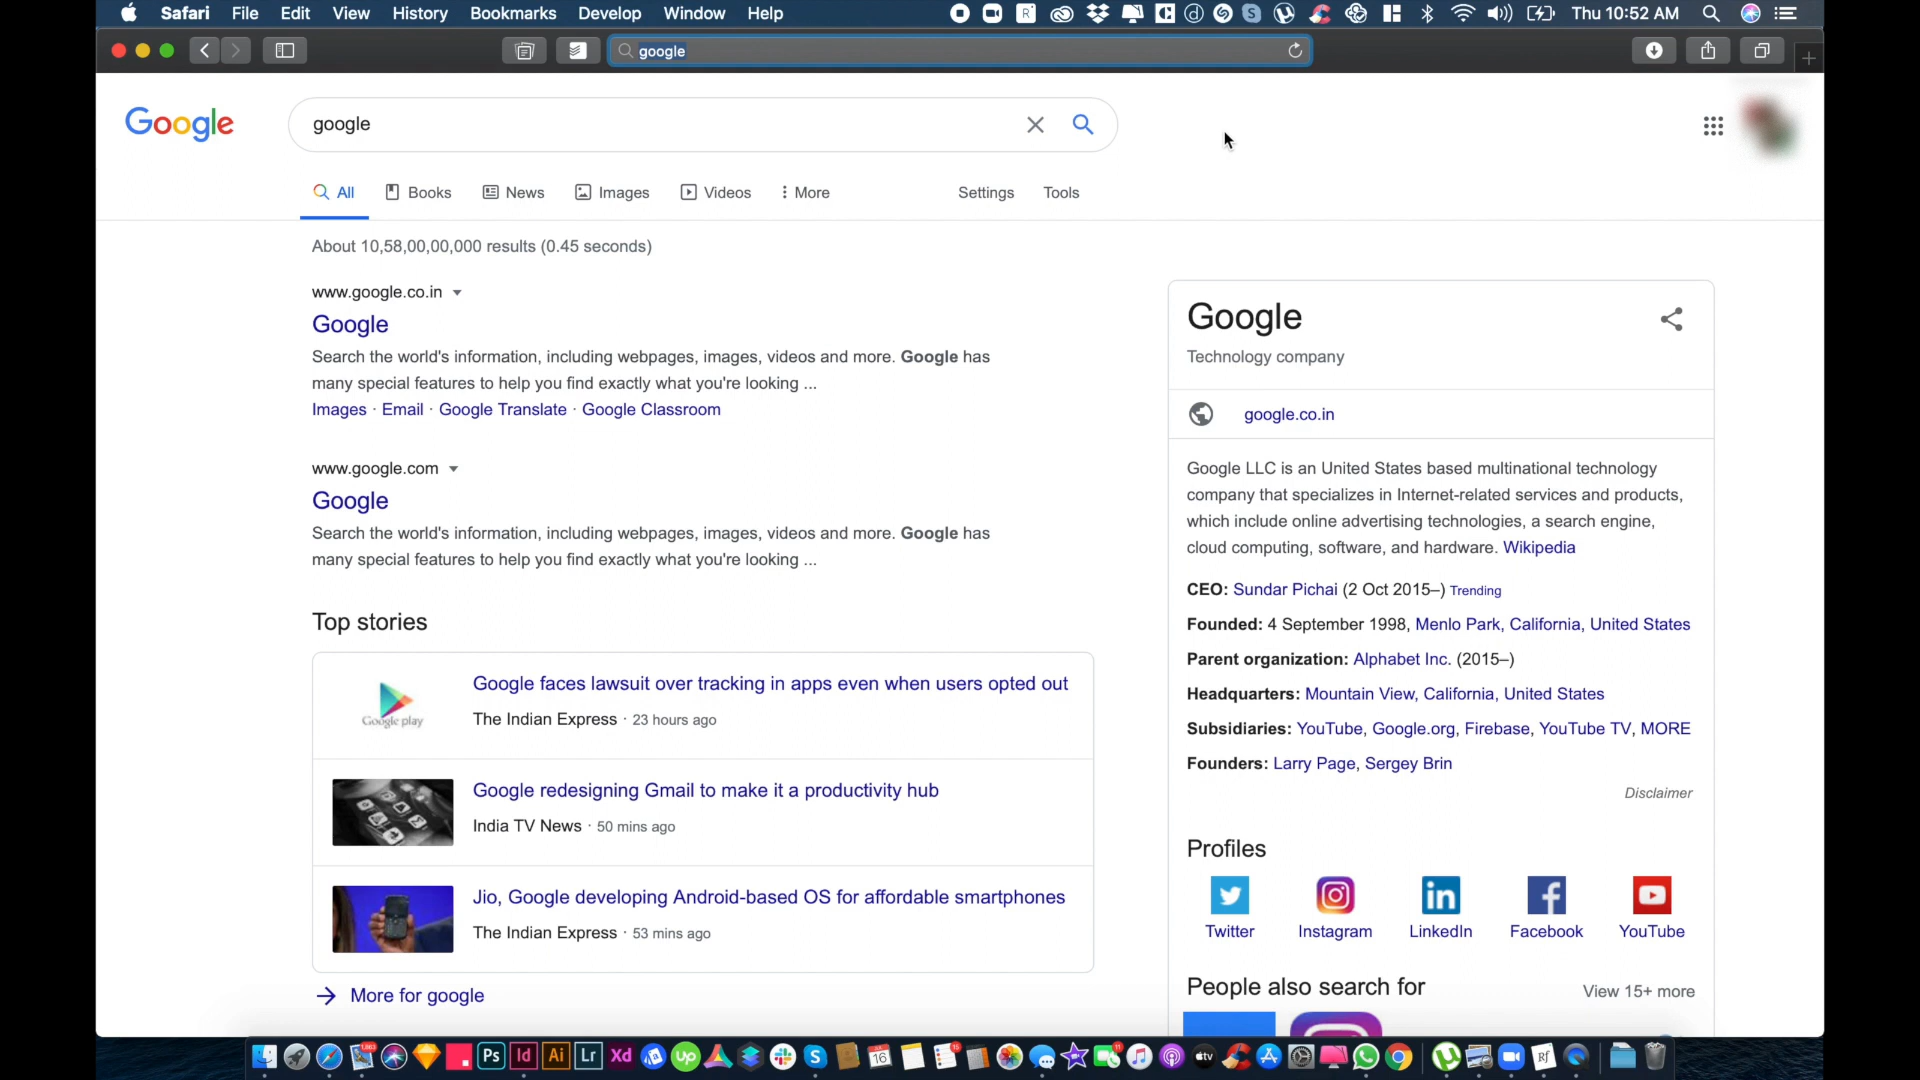 Safari File Edit View History Bookmarks Develop Window Help
Thu 10:52 AM
google
Google
google
All Books News Images Videos More Settings Tools
About 10,58,00,00,000 results (0.45 seconds)
www.google.co.in
Google
Search the world's information, including webpages, images, videos and more. Google has
many special features to help you find exactly what you're looking ...
Images · Email · Google Translate · Google Classroom
www.google.com
Google
Search the world's information, including webpages, images, videos and more. Google has
many special features to help you find exactly what you're looking ...
Top stories
Google play
Google faces lawsuit over tracking in apps even when users opted out
The Indian Express · 23 hours ago
Google redesigning Gmail to make it a productivity hub
India TV News · 50 mins ago
Jio, Google developing Android-based OS for affordable smartphones
The Indian Express · 53 mins ago
More for google
Google
Technology company
google.co.in
Google LLC is an United States based multinational technology
company that specializes in Internet-related services and products,
which include online advertising technologies, a search engine,
cloud computing, software, and hardware. Wikipedia
CEO: Sundar Pichai (2 Oct 2015–) Trending
Founded: 4 September 1998, Menlo Park, California, United States
Parent organization: Alphabet Inc. (2015–)
Headquarters: Mountain View, California, United States
Subsidiaries: YouTube, Google.org, Firebase, YouTube TV, MORE
Founders: Larry Page, Sergey Brin
Disclaimer
Profiles
Twitter Instagram LinkedIn Facebook YouTube
People also search for
View 15+ more
Ps Id Ai Lr Xd Up 16 tv Rf